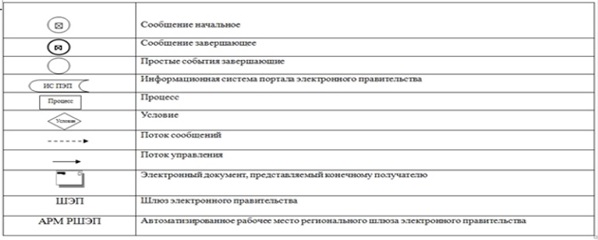 Сообщение начальное
Сообщение завершающее
Простые события завершающие
ИС ПЭП
Информационная система портала электронного правительства
Процесс
Процесс
Условие
Условие
Поток сообщений
Поток управления
Электронный документ, представляемый конечному получателю
ШЭП
Шлюз электронного правительства
АРМ РШЭП
Автоматизированное рабочее место регионального шлюза электронного правительства